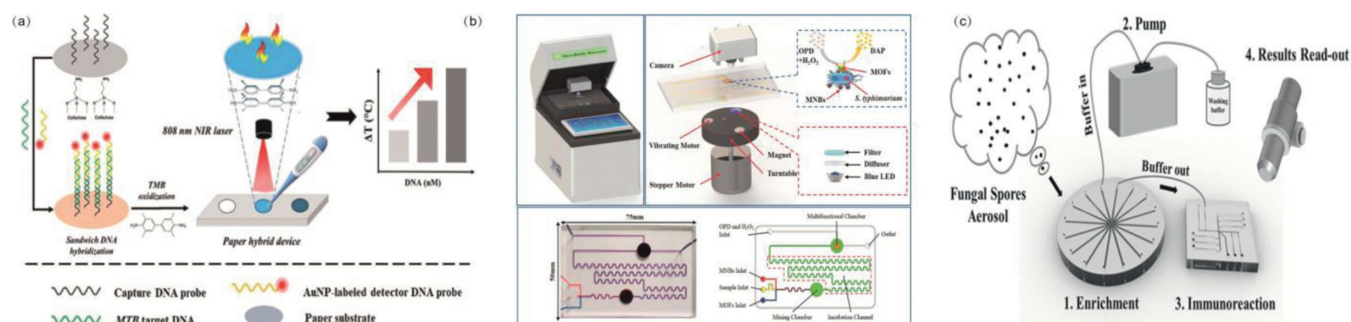 (a)
Cellulose Cellulose
808 nm NIR laser
TMB
oxidization
Sandwich DNA
hybridization
Paper hybrid device
ΔT (°C)
DNA (nM)
Capture DNA probe
AuNP-labeled detector DNA probe
MTB target DNA
Paper substrate
(b)
Camera
OPD
+H₂O₂
DAP
MOFs
MNBs
S. typhimurium
Vibrating Motor
Magnet
Turntable
Stepper Motor
Filter
Diffuser
Blue LED
75mm
50mm
Multifunctional Chamber
OPD and H₂O₂
Inlet
Outlet
MNBs Inlet
Sample Inlet
MOFs Inlet
Mixing Chamber
Incubation Channel
(c)
2. Pump
4. Results Read-out
Buffer in
Washing
buffer
Buffer out
Fungal Spores
Aerosol
1. Enrichment
3. Immunoreaction